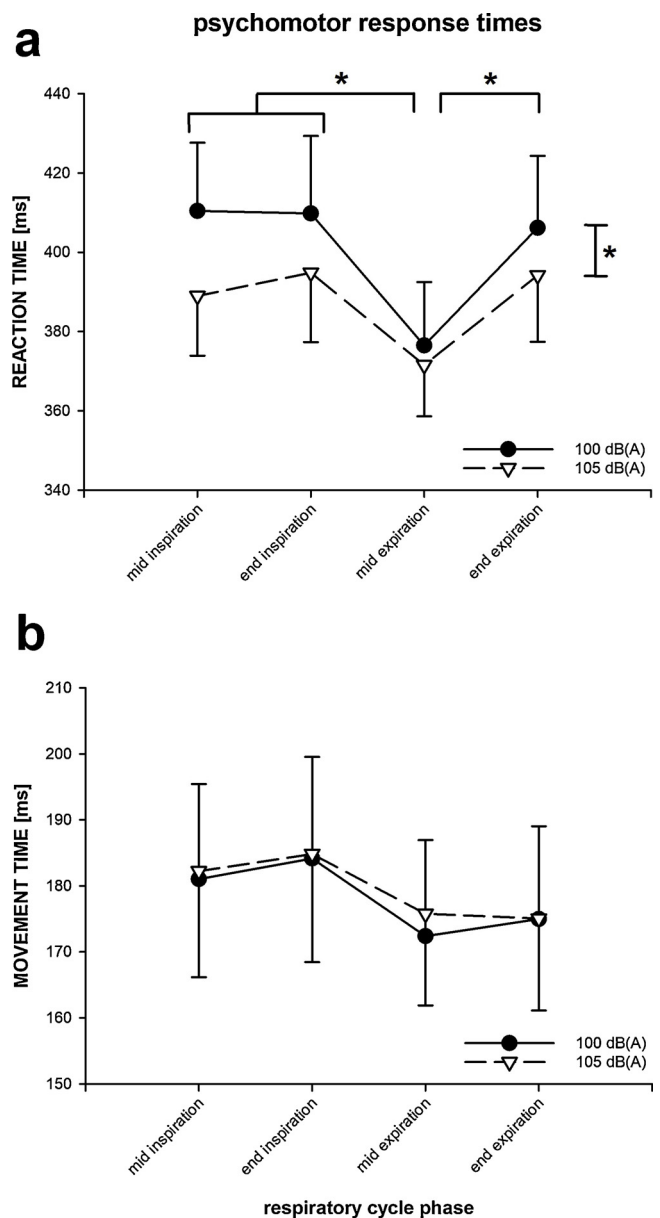 a
psychomotor response times
REACTION TIME [ms]
440
420
400
380
360
340
*
*
*
100 dB(A)
105 dB(A)
mid inspiration
end inspiration
mid expiration
end expiration
b
MOVEMENT TIME [ms]
210
200
190
180
170
160
150
100 dB(A)
105 dB(A)
mid inspiration
end inspiration
mid expiration
end expiration
respiratory cycle phase